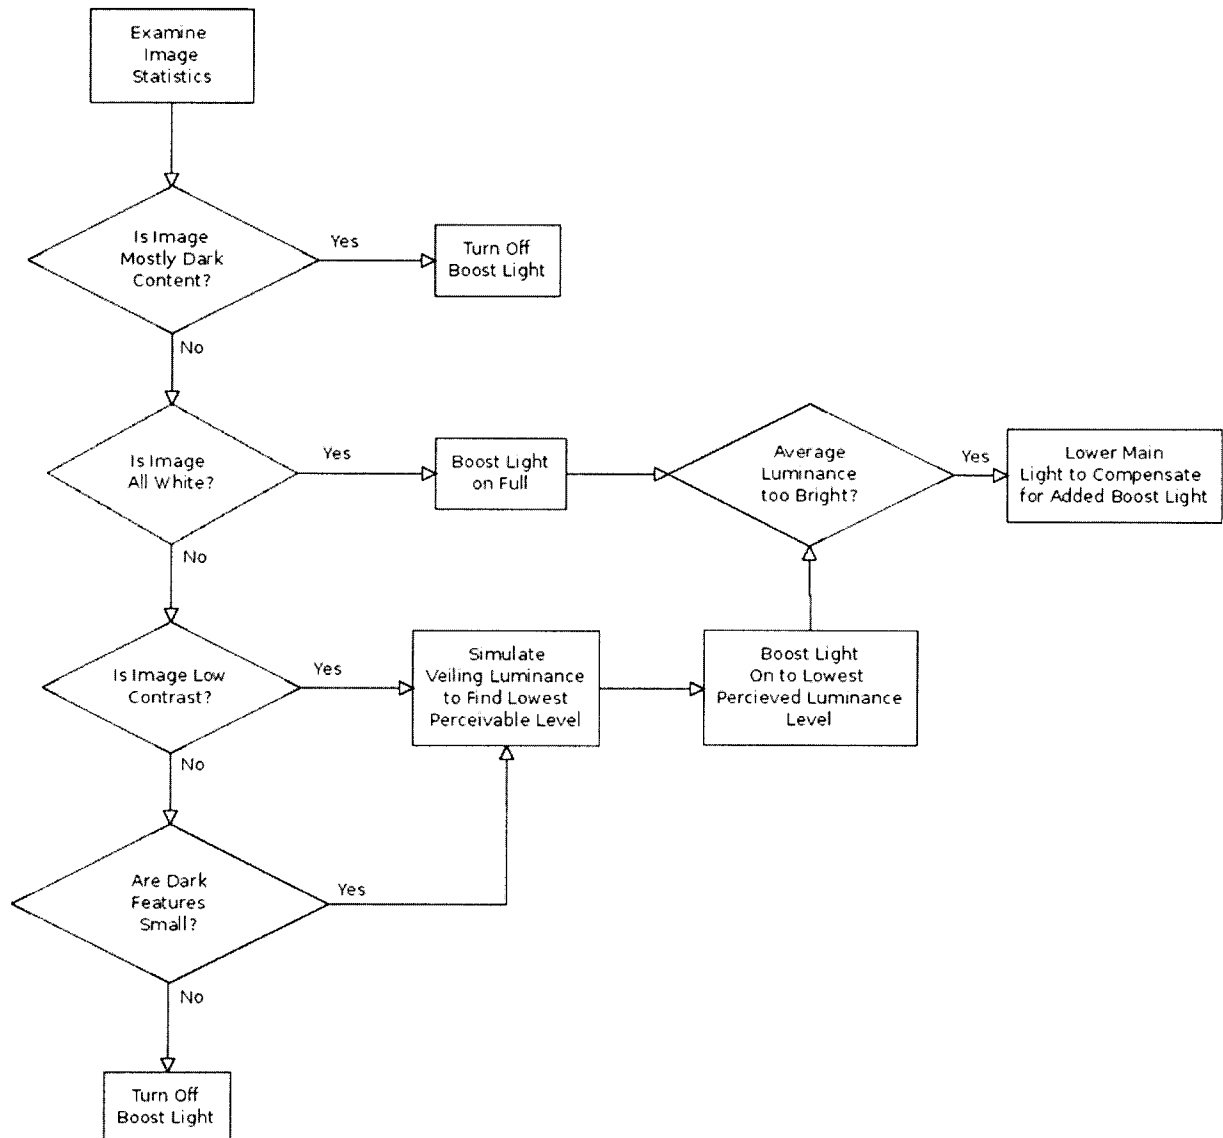 Examine
Image
Statistics
Is Image
Mostly Dark
Content?
Yes
Turn Off
Boost Light
No
Is Image
All White?
Yes
Boost Light
on Full
Average
Luminance
too Bright?
Yes
Lower Main
Light to Compensate
for Added Boost Light
No
Is Image Low
Contrast?
Yes
Simulate
Veiling Luminance
to Find Lowest
Perceivable Level
Boost Light
On to Lowest
Percieved Luminance
Level
No
Are Dark
Features
Small?
Yes
No
Turn Off
Boost Light